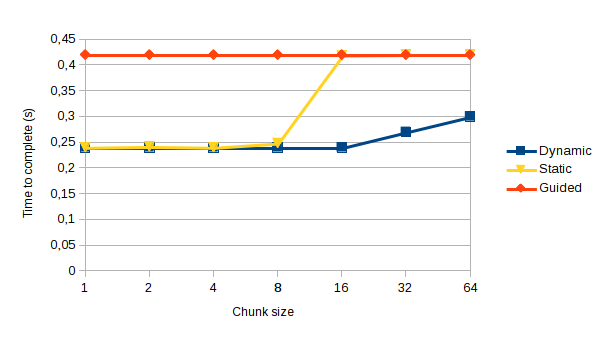 0,45
0,4
0,35
0,3
0,25
0,2
0,15
0,1
0,05
0
Time to complete (s)
1 2 4 8 16 32 64
Chunk size
Dynamic
Static
Guided